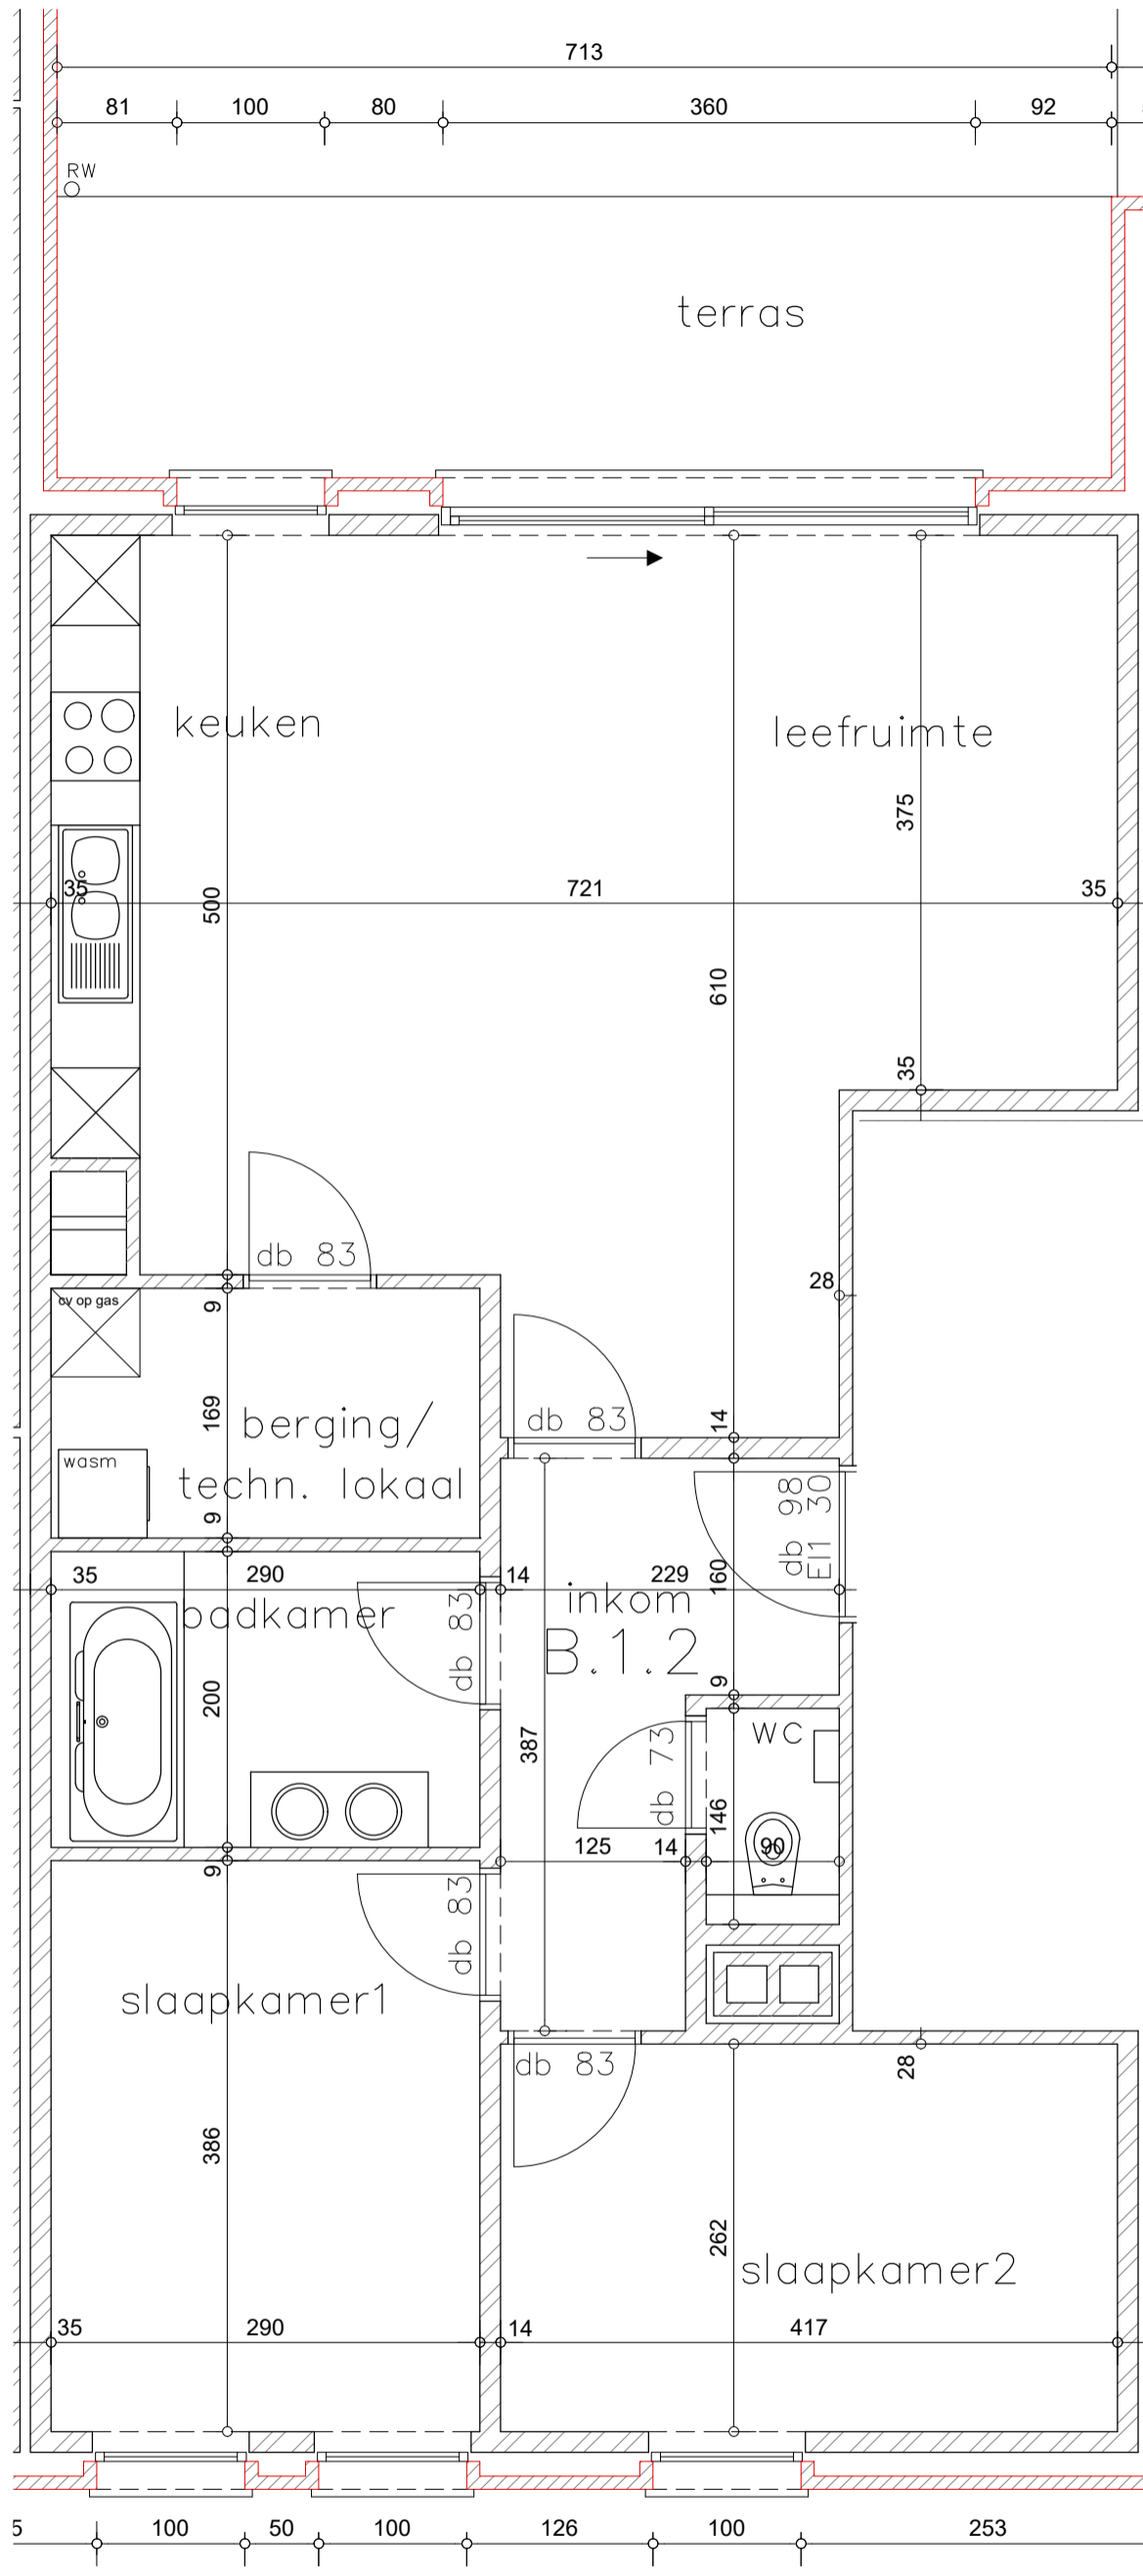 713
81 100 80 360 92
RW
terras
keuken
leefruimte
375
35 721 35
500
610
35
db 83
28
cv op gas
9
db 83
14
169
berging/
wasm
techn. lokaal
9
db 98
EI1 30
35 290 14 229
160
inkom
badkamer
db 83
B.1.2
9
200
387
db 73
WC
146
125 14 90
9
db 83
slaapkamer1
db 83
28
386
262
slaapkamer2
35 290 14 417
5 100 50 100 126 100 253